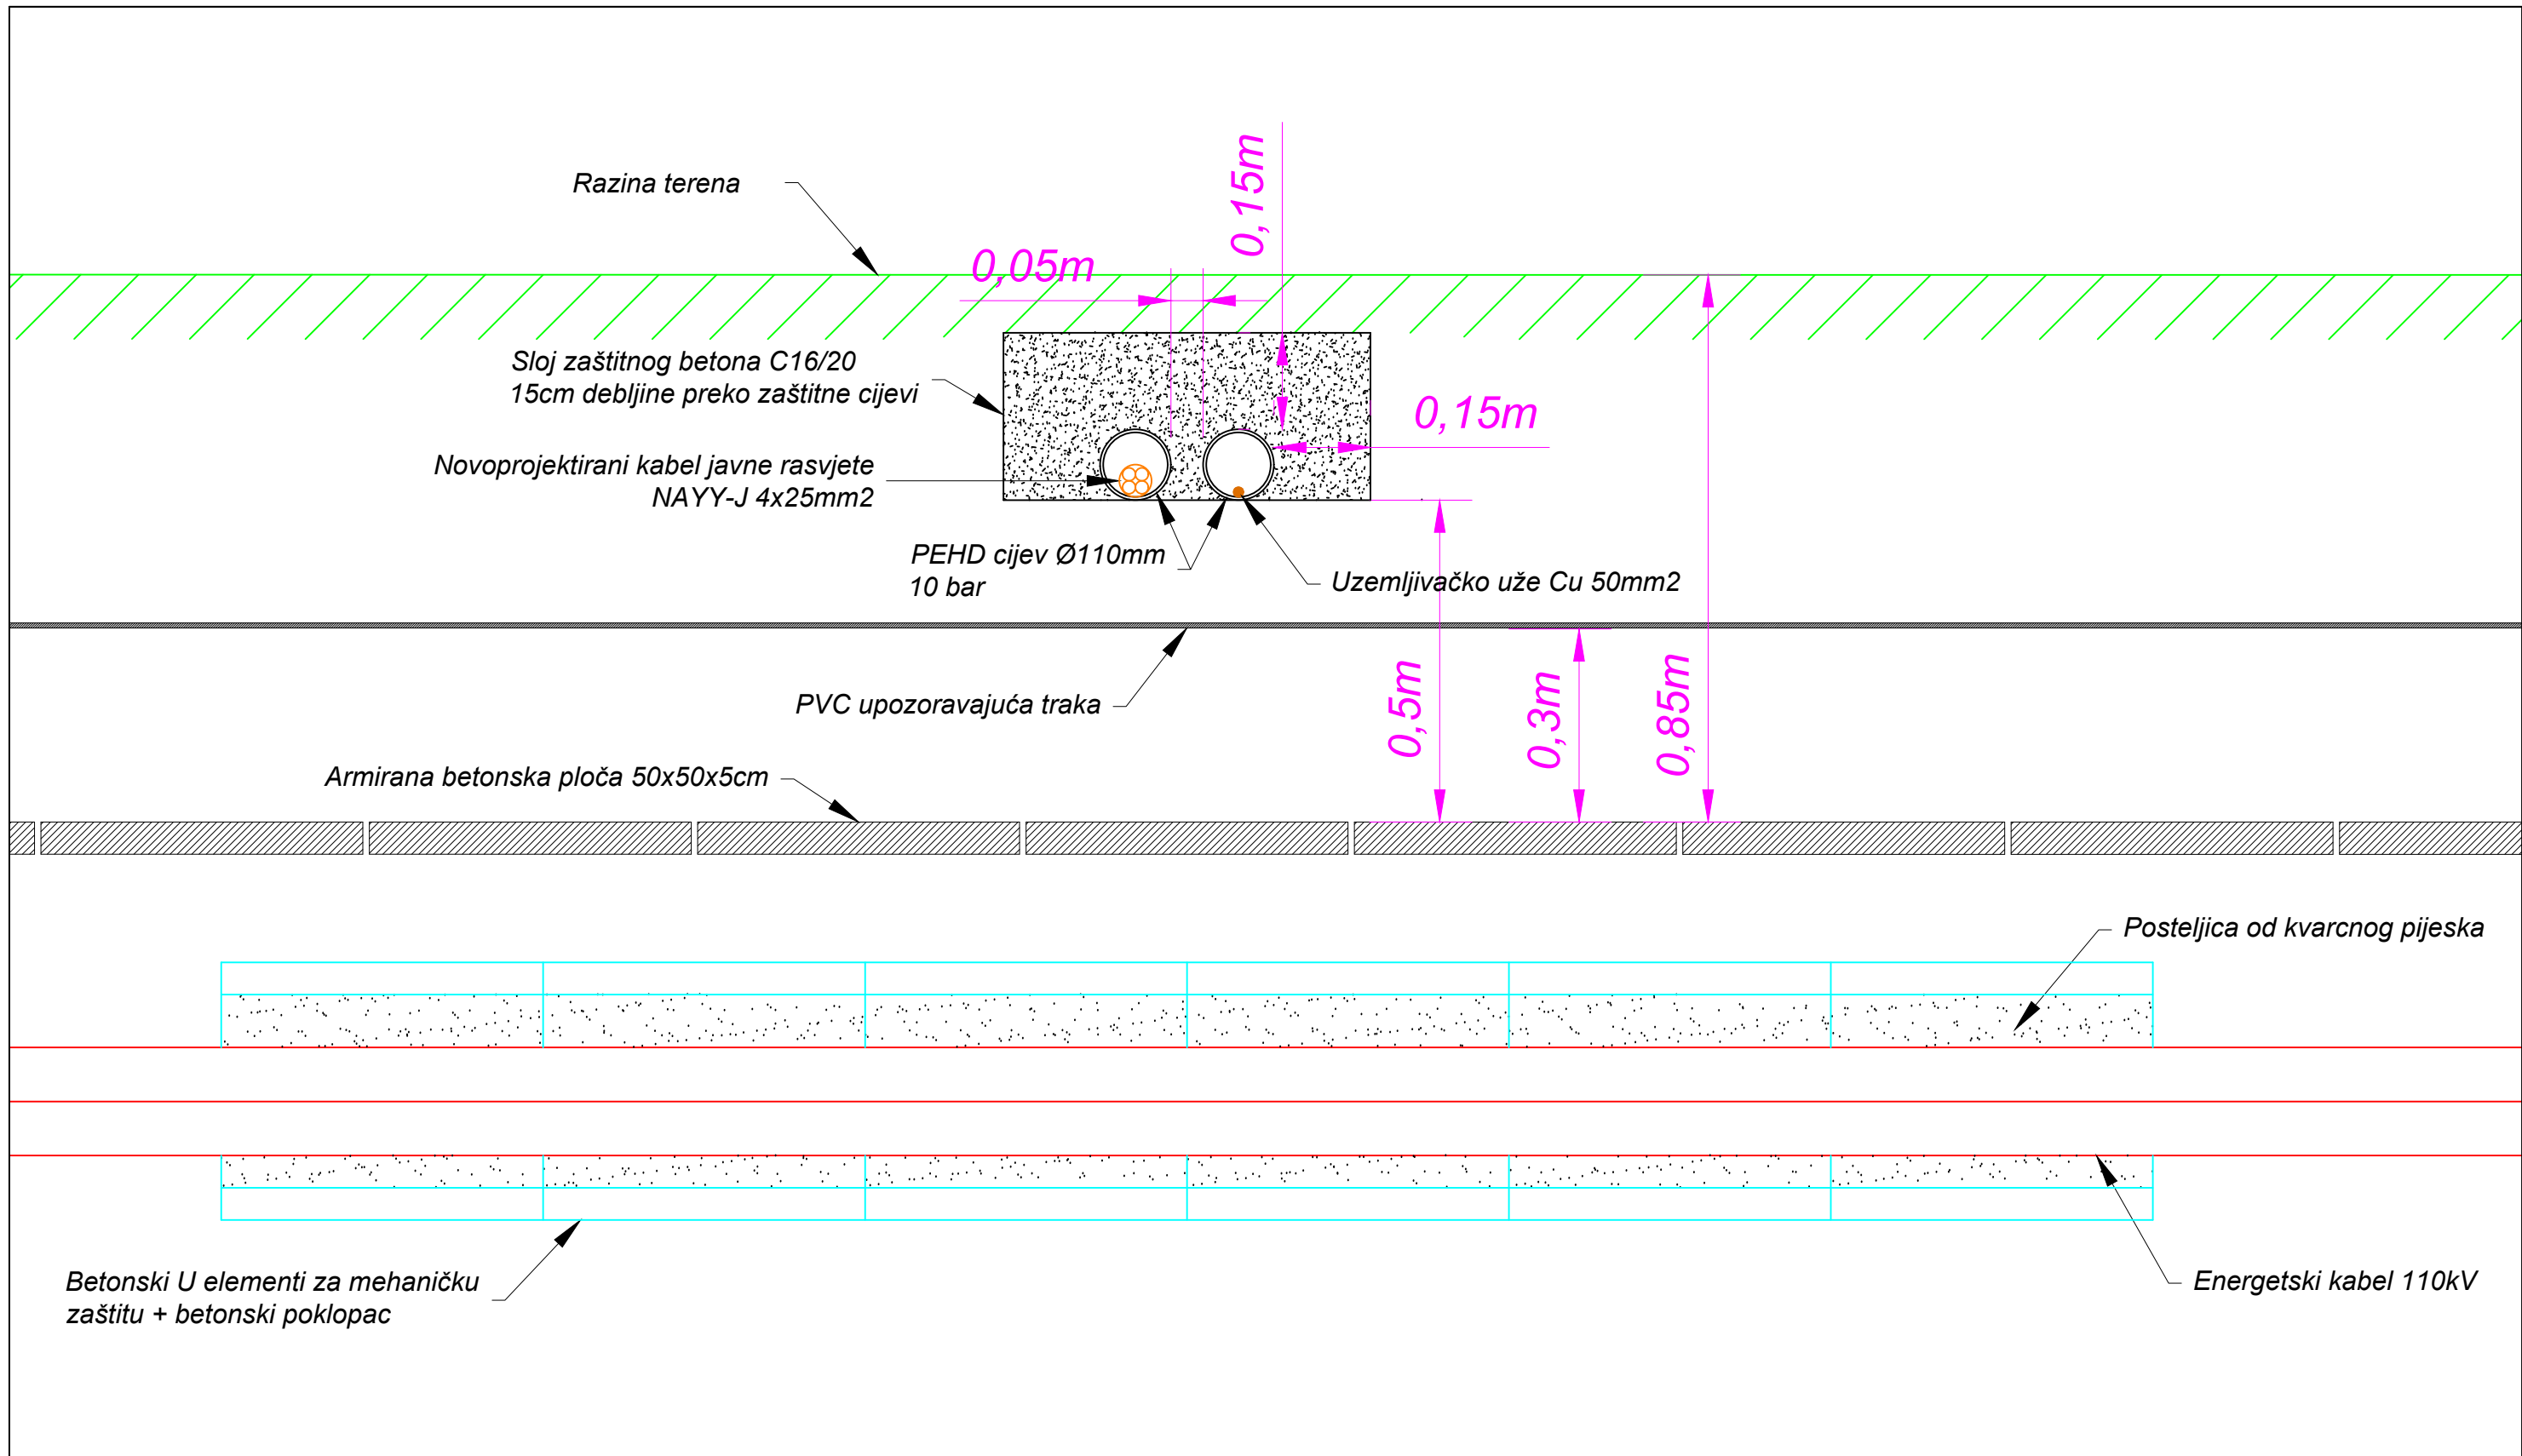 Razina terena
0,15m
0,05m
Sloj zaštitnog betona C16/20
15cm debljine preko zaštitne cijevi
0,15m
Novoprojektirani kabel javne rasvjete
NAYY-J 4x25mm2
PEHD cijev Ø110mm
10 bar
Uzemljivačko uže Cu 50mm2
PVC upozoravajuća traka
0,5m
0,3m
0,85m
Armirana betonska ploča 50x50x5cm
Posteljica od kvarcnog pijeska
Betonski U elementi za mehaničku
zaštitu + betonski poklopac
Energetski kabel 110kV